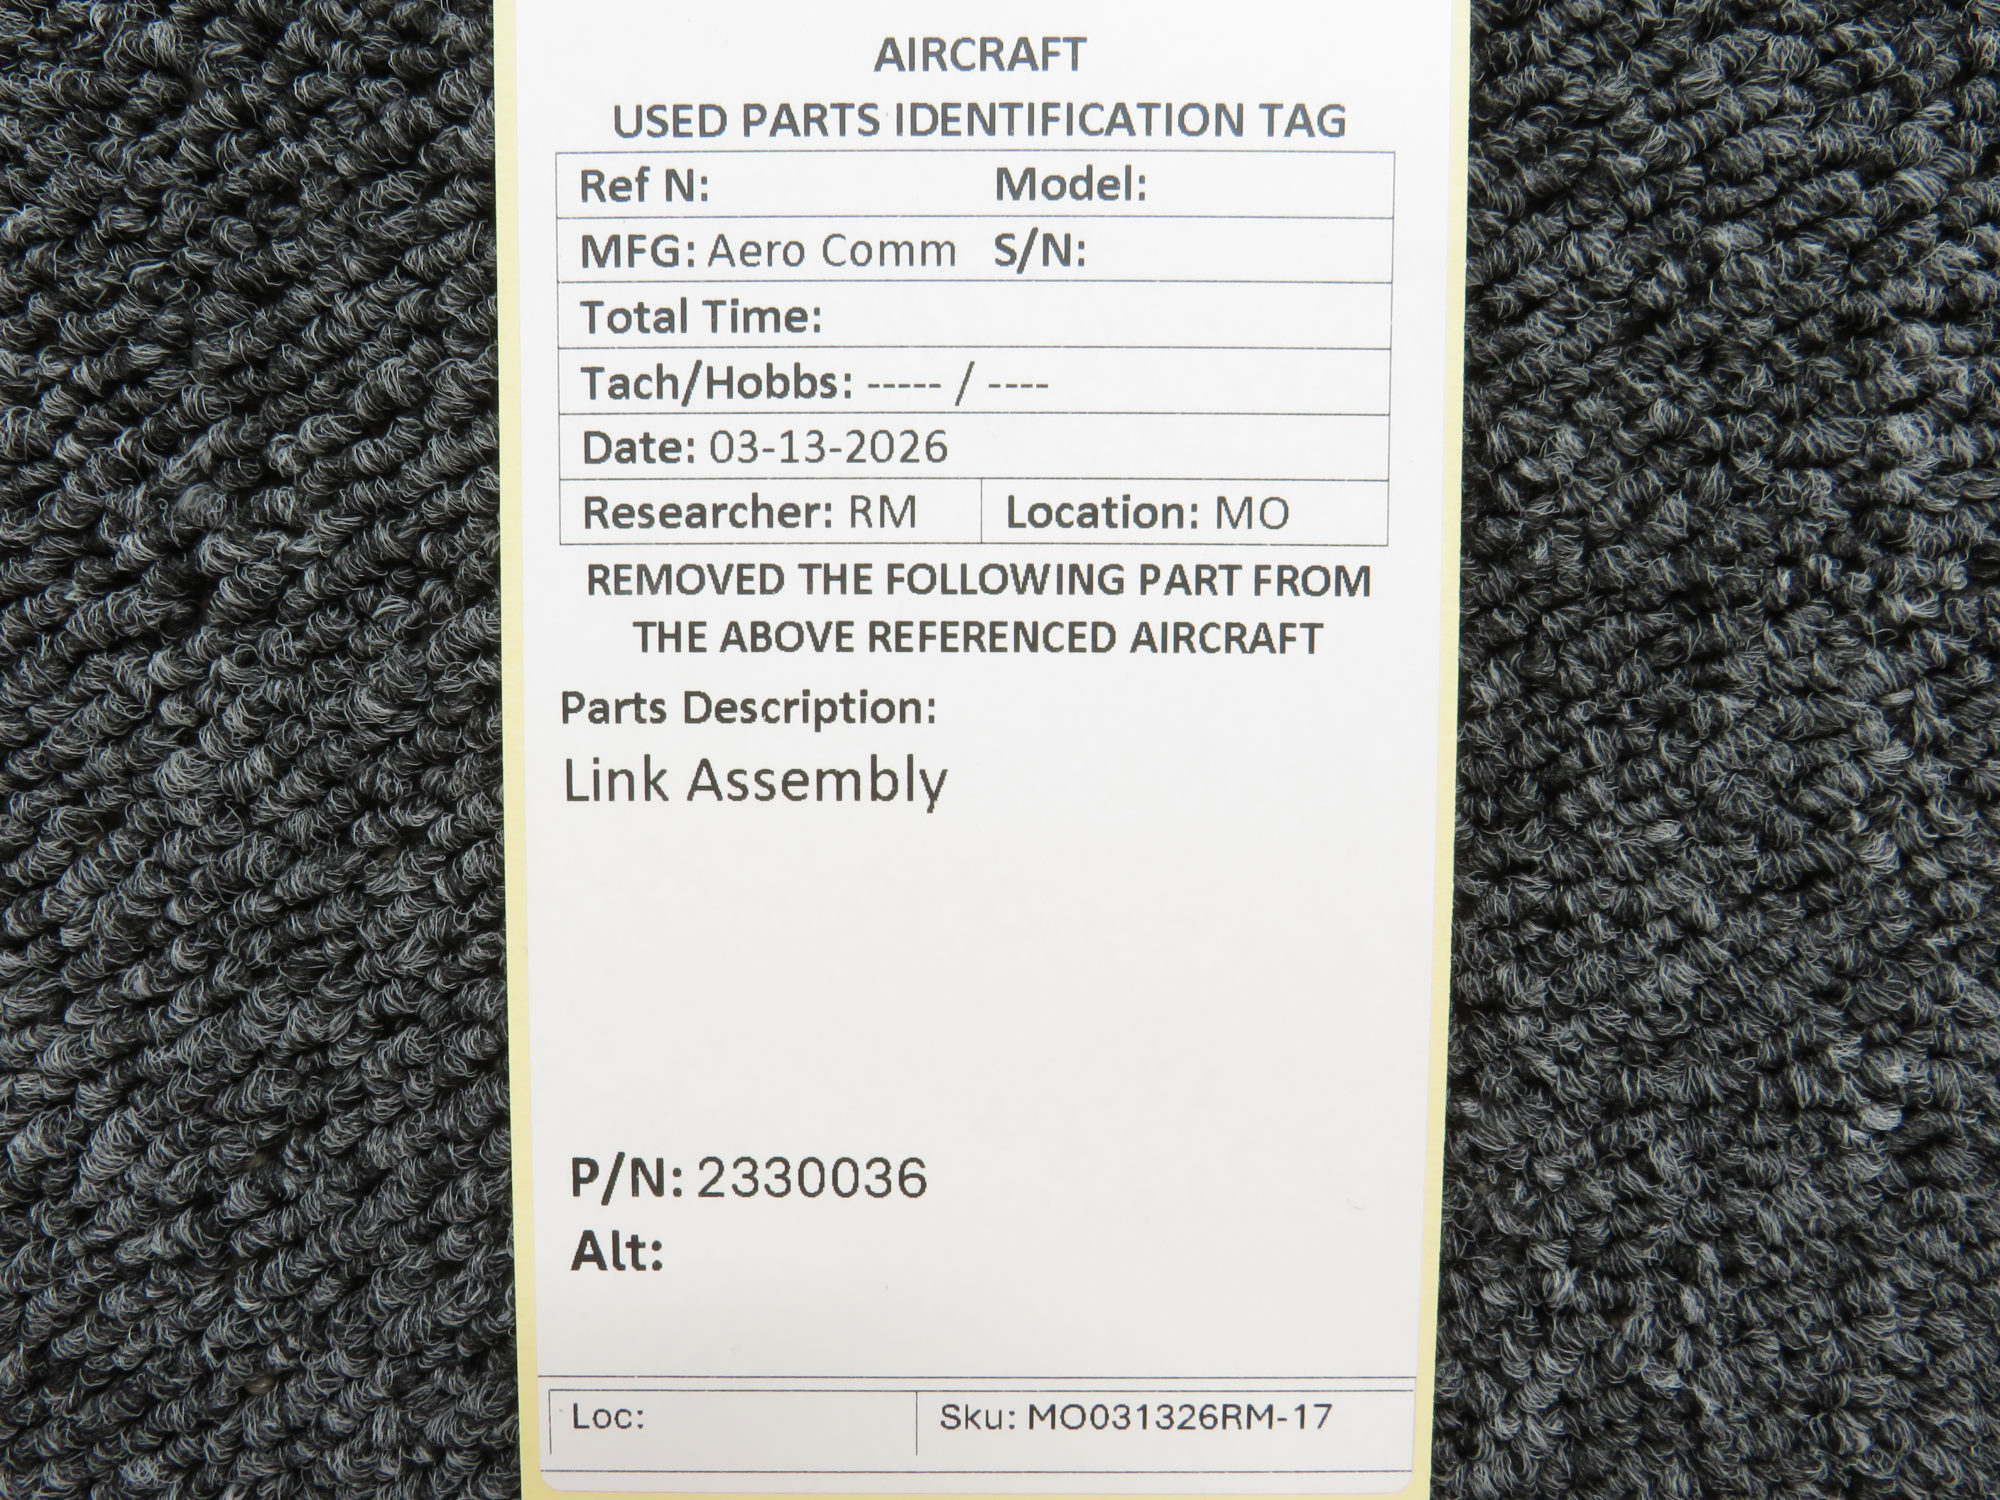 AIRCRAFT
USED PARTS IDENTIFICATION TAG
Ref N: Model:
MFG: Aero Comm S/N:
Total Time:
Tach/Hobbs: ----- / ----
Date: 03-13-2026
Researcher: RM Location: MO
REMOVED THE FOLLOWING PART FROM
THE ABOVE REFERENCED AIRCRAFT
Parts Description:
Link Assembly
P/N: 2330036
Alt:
Loc: Sku: MO031326RM-17